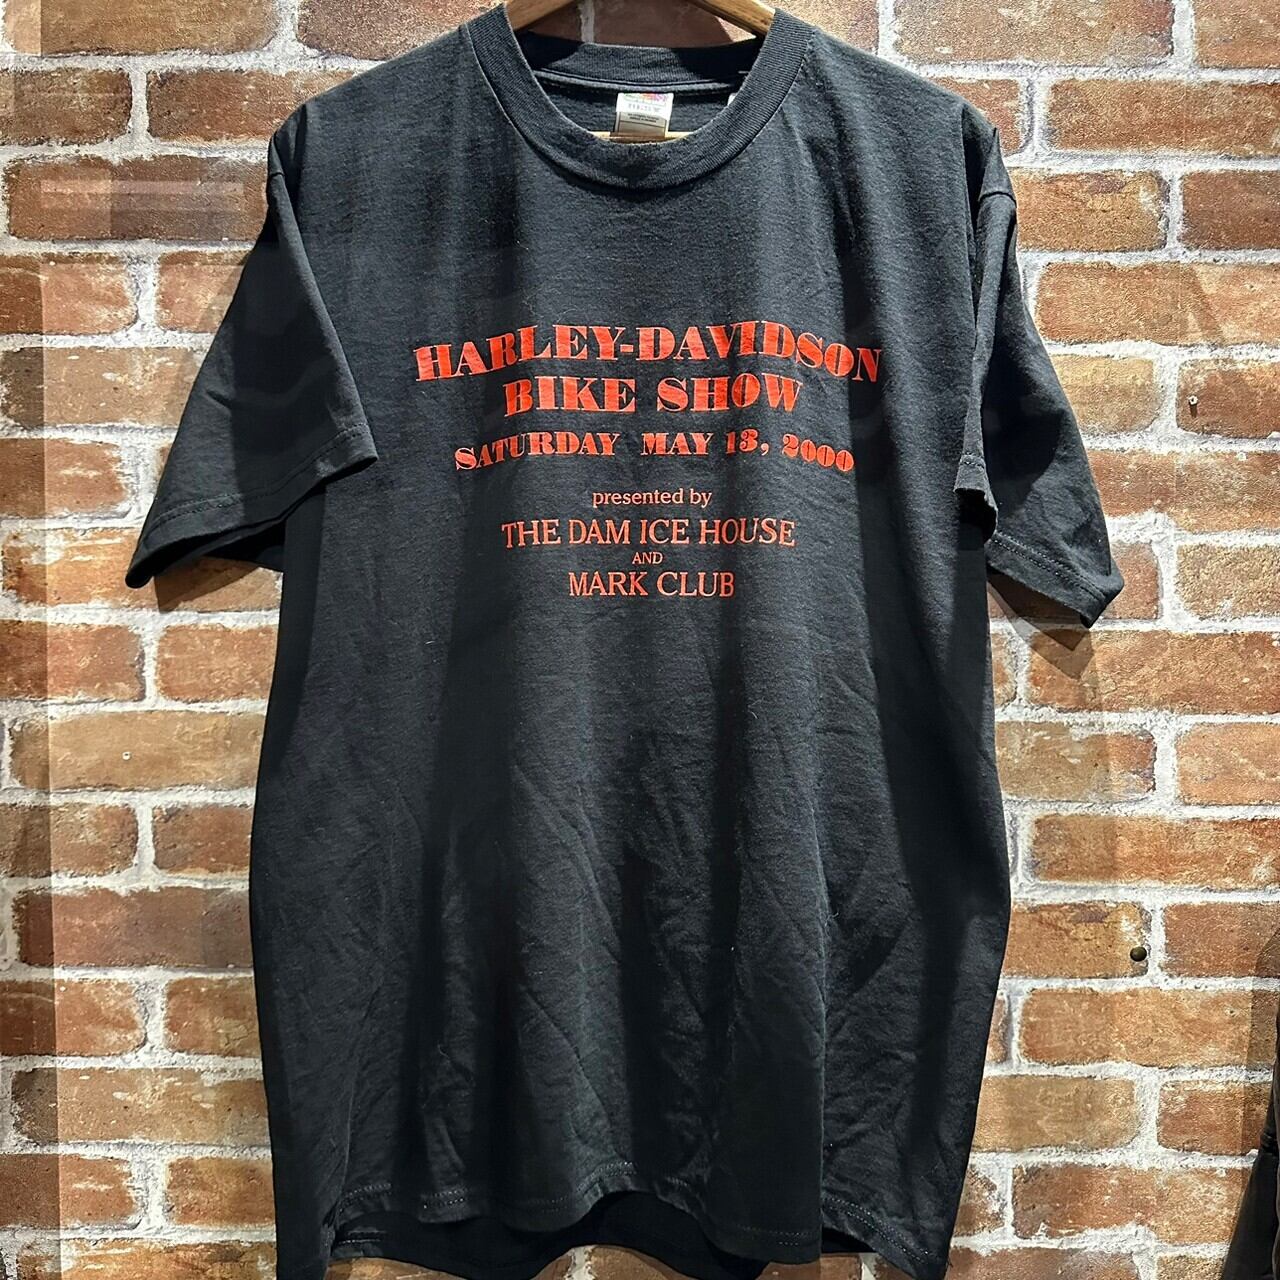 HARLEY-DAVIDSON
BIKE SHOW
SATURDAY MAY 13, 2000
presented by
THE DAM ICE HOUSE
AND
MARK CLUB